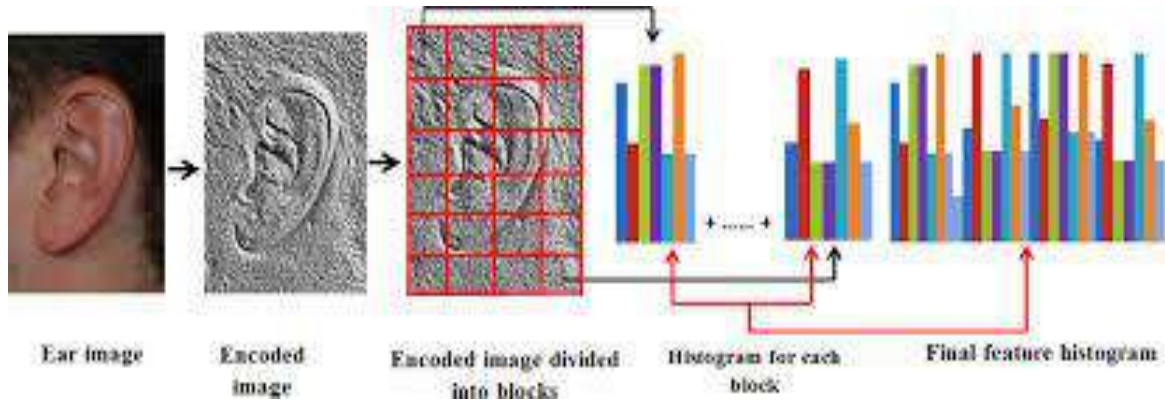 + ..... +
Ear image
Encoded
image
Encoded image divided
into blocks
Histogram for each
block
Final feature histogram